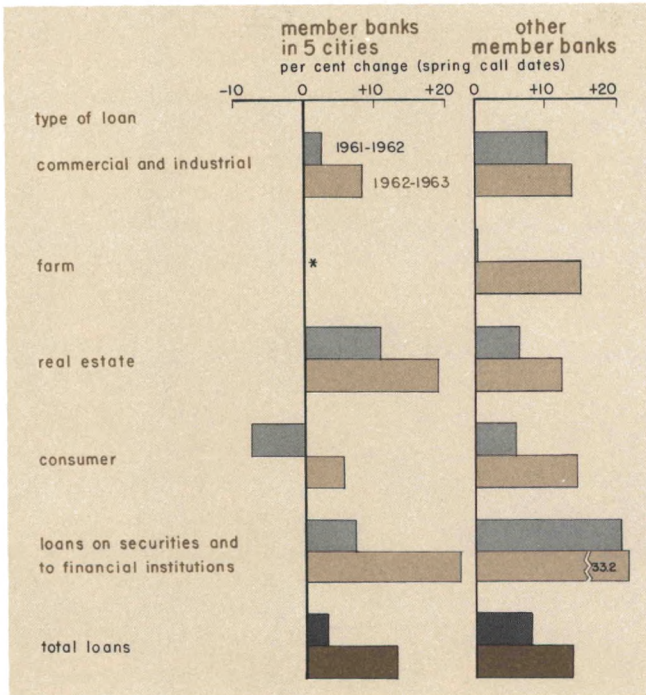 member banks
in 5 cities
other
member banks
per cent change (spring call dates)
-10 0 +10 +20 0 +10 +20
type of loan
1961-1962
commercial and industrial
1962-1963
farm
*
real estate
consumer
loans on securities and
to financial institutions
33.2
total loans